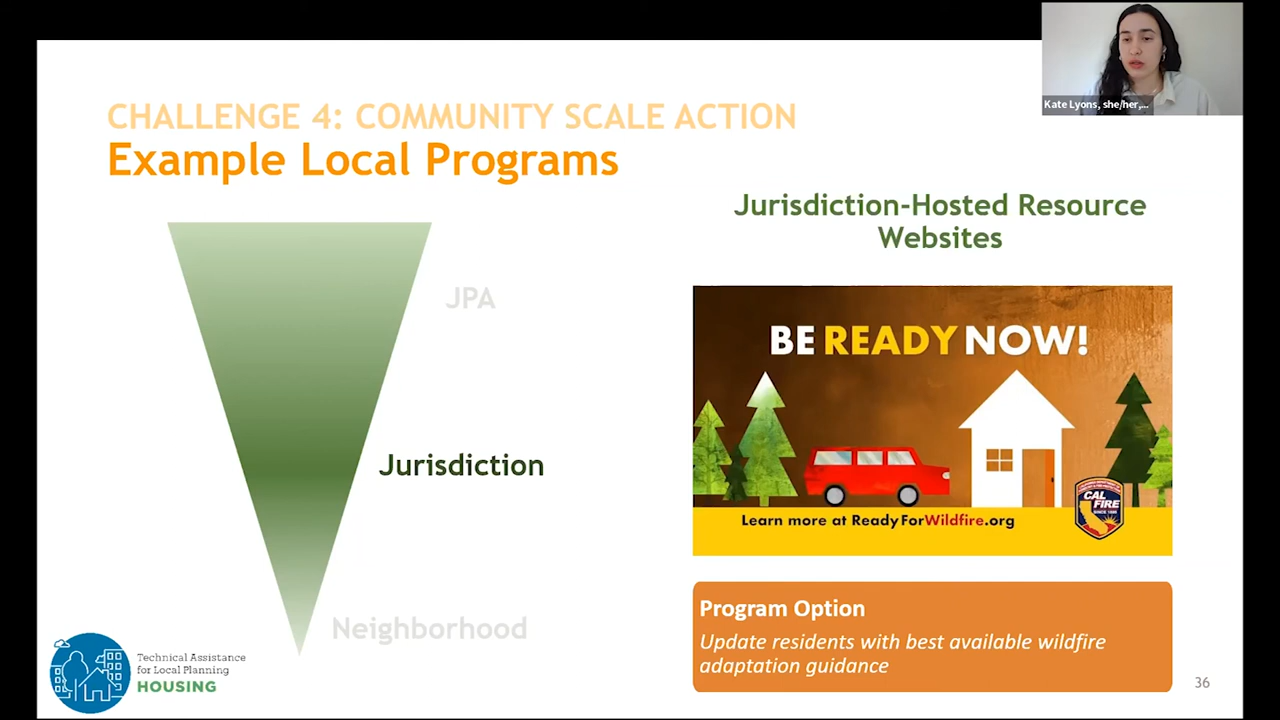 Kate Lyons, she/her,...
CHALLENGE 4: COMMUNITY SCALE ACTION
Example Local Programs
JPA
Jurisdiction
Neighborhood
Jurisdiction-Hosted Resource
Websites
BE READY NOW!
Learn more at ReadyForWildfire.org
CAL
FIRE
SINCE 1885
Program Option
Update residents with best available wildfire
adaptation guidance
Technical Assistance
for Local Planning
HOUSING
36